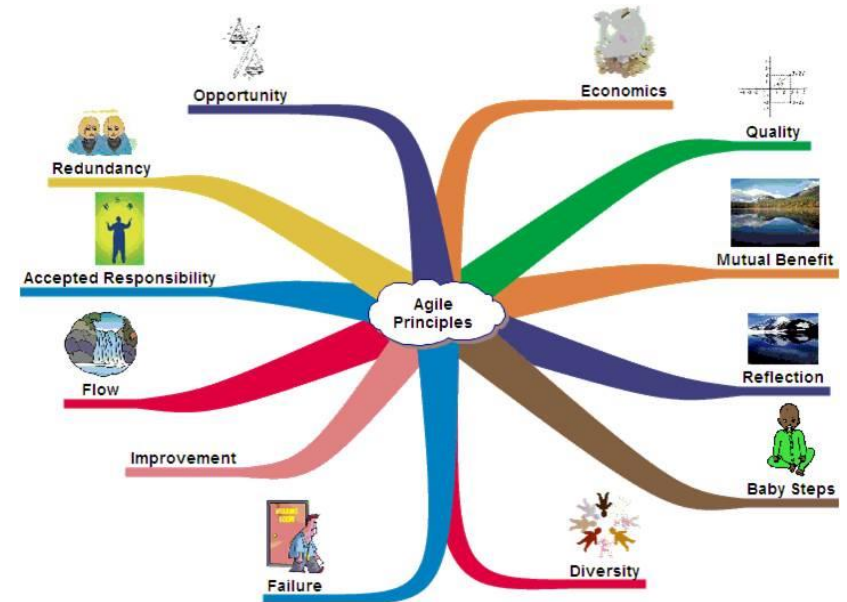 Opportunity
Economics
Quality
Redundancy
Mutual Benefit
Accepted Responsibility
Agile
Principles
Flow
Reflection
Improvement
Baby Steps
Failure
Diversity